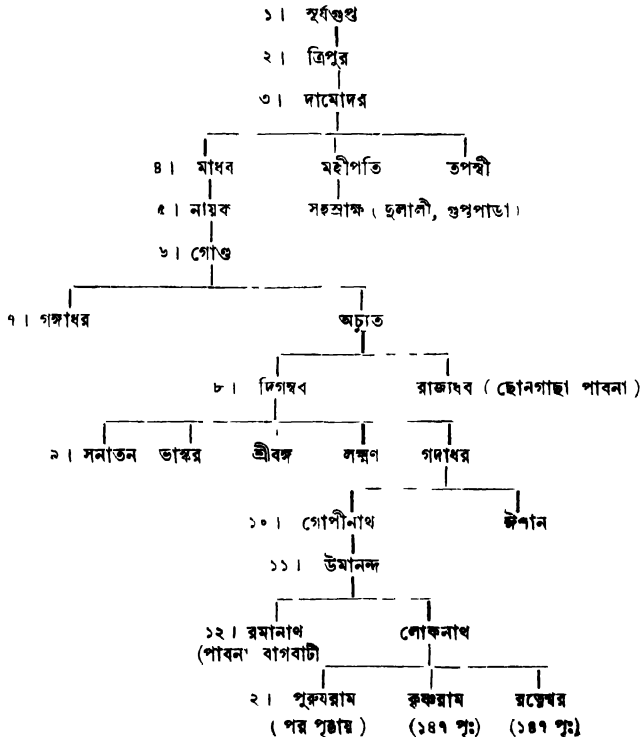 ১। সূর্যগুপ্ত
২। ত্রিপুর
৩। দামোদর
৪। মাধব মহীপতি তপস্বী
৫। নায়ক সহস্রাক্ষ ( দুলালী, গুপ্তপাড়া )
৬। গোণ্ড
৭। গঙ্গাধর অচ্যুত
৮। দিগম্বব রাজ্যধব ( ছোনগাছা পাবনা )
৯। সনাতন ভাস্কর শ্রীবঙ্গ লক্ষ্মণ গদাধর
১০। গোপীনাথ ঈশান
১১। উমানন্দ
১২। রমানাথ লোকনাথ
(পাবনা বাগবাটী
২। পুরুষরাম কৃষ্ণরাম রত্নেশ্বর
( পর পৃষ্ঠায় ) (১৪৭ পৃঃ) (১৪৭ পৃঃ)